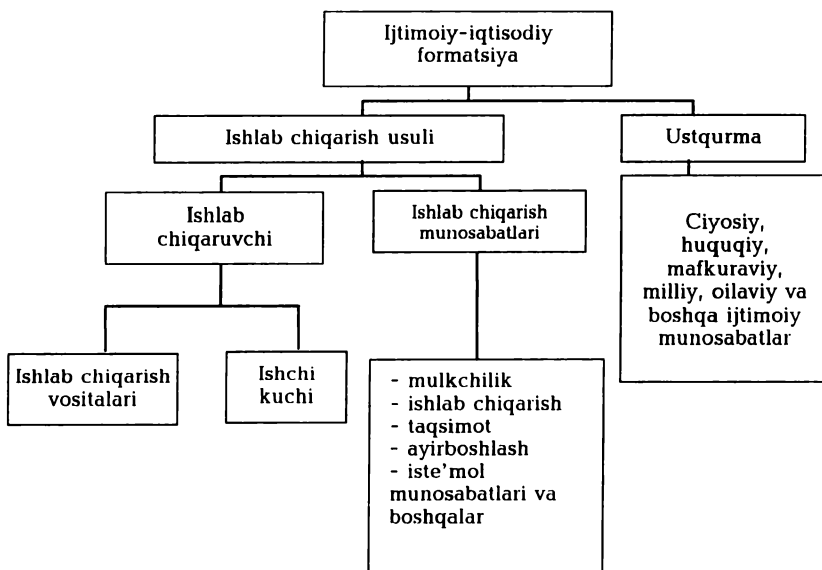 Ijtimoiy-iqtisodiy
formatsiya
Ishlab chiqarish usuli
Ustqurma
Ishlab
chiqaruvchi
Ishlab chiqarish
munosabatlari
Ciyosiy,
huquqiy,
mafkuraviy,
milliy, oilaviy va
boshqa ijtimoiy
munosabatlar
Ishlab chiqarish
vositalari
Ishchi
kuchi
- mulkchilik
- ishlab chiqarish
- taqsimot
- ayirboshlash
- iste'mol
munosabatlari va
boshqalar